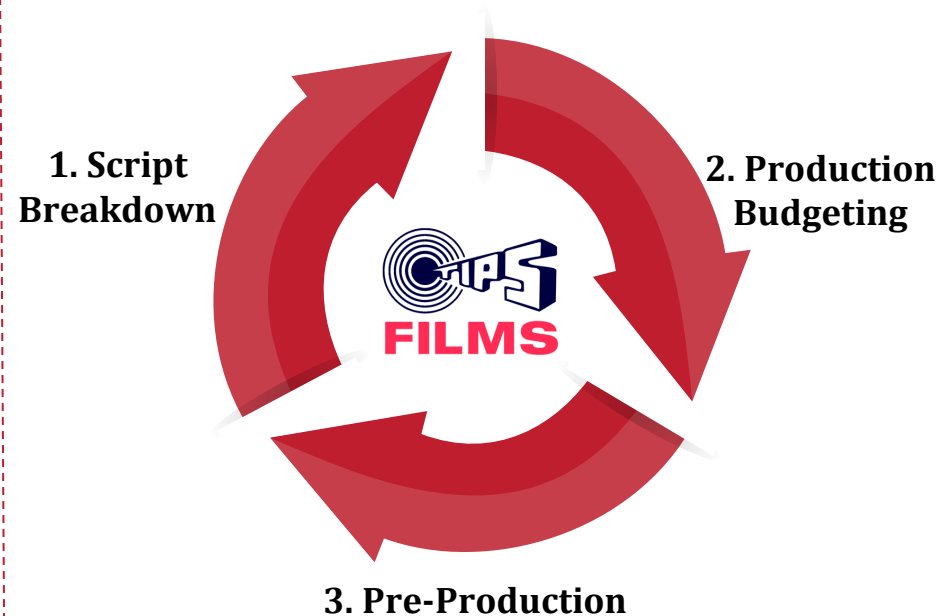 1. Script
Breakdown
2. Production
Budgeting
TIPS
FILMS
3. Pre-Production